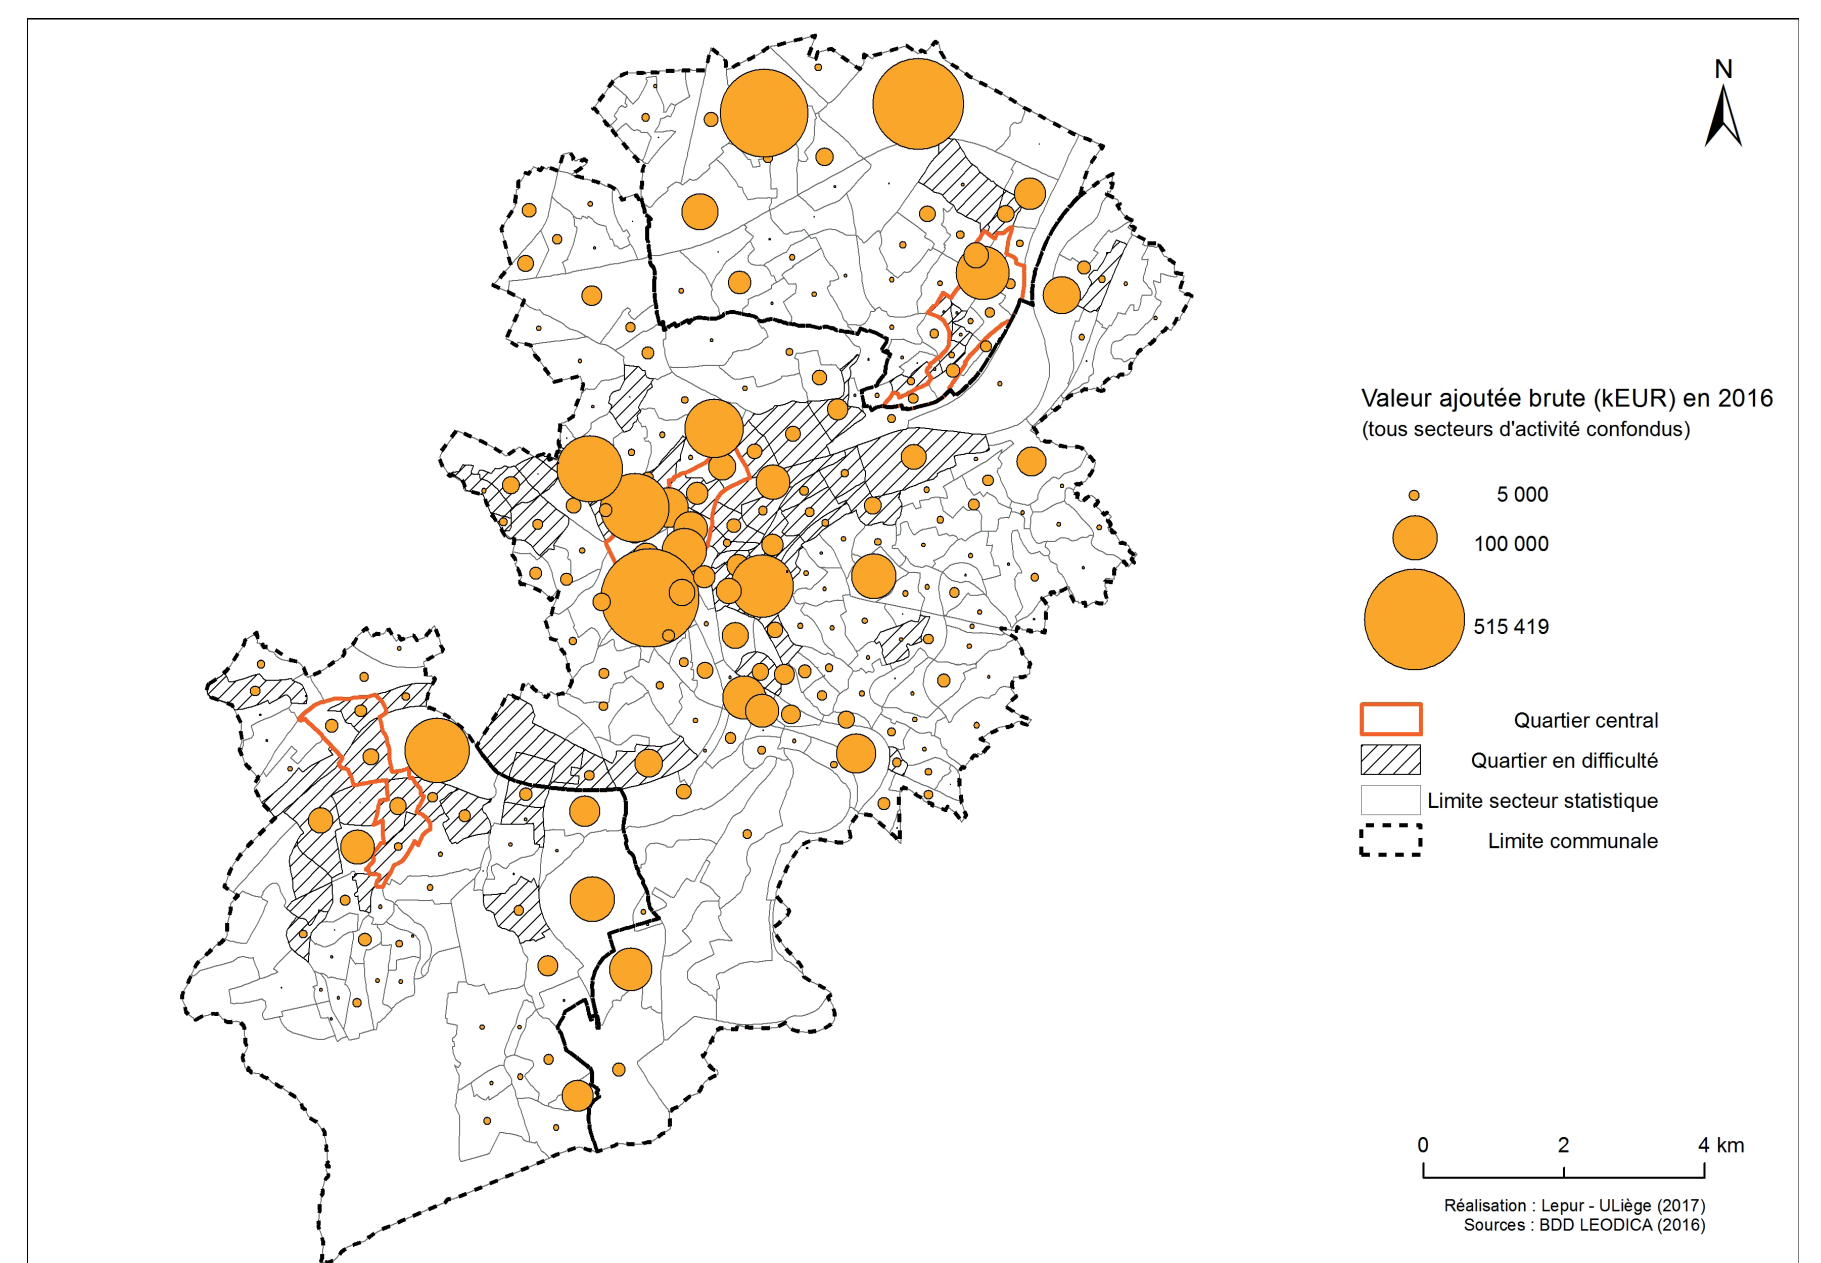 N
Valeur ajoutée brute (kEUR) en 2016
(tous secteurs d'activité confondus)
5 000
100 000
515 419
Quartier central
Quartier en difficulté
Limite secteur statistique
Limite communale
0 2 4 km
Réalisation : Lepur - ULiège (2017)
Sources : BDD LEODICA (2016)